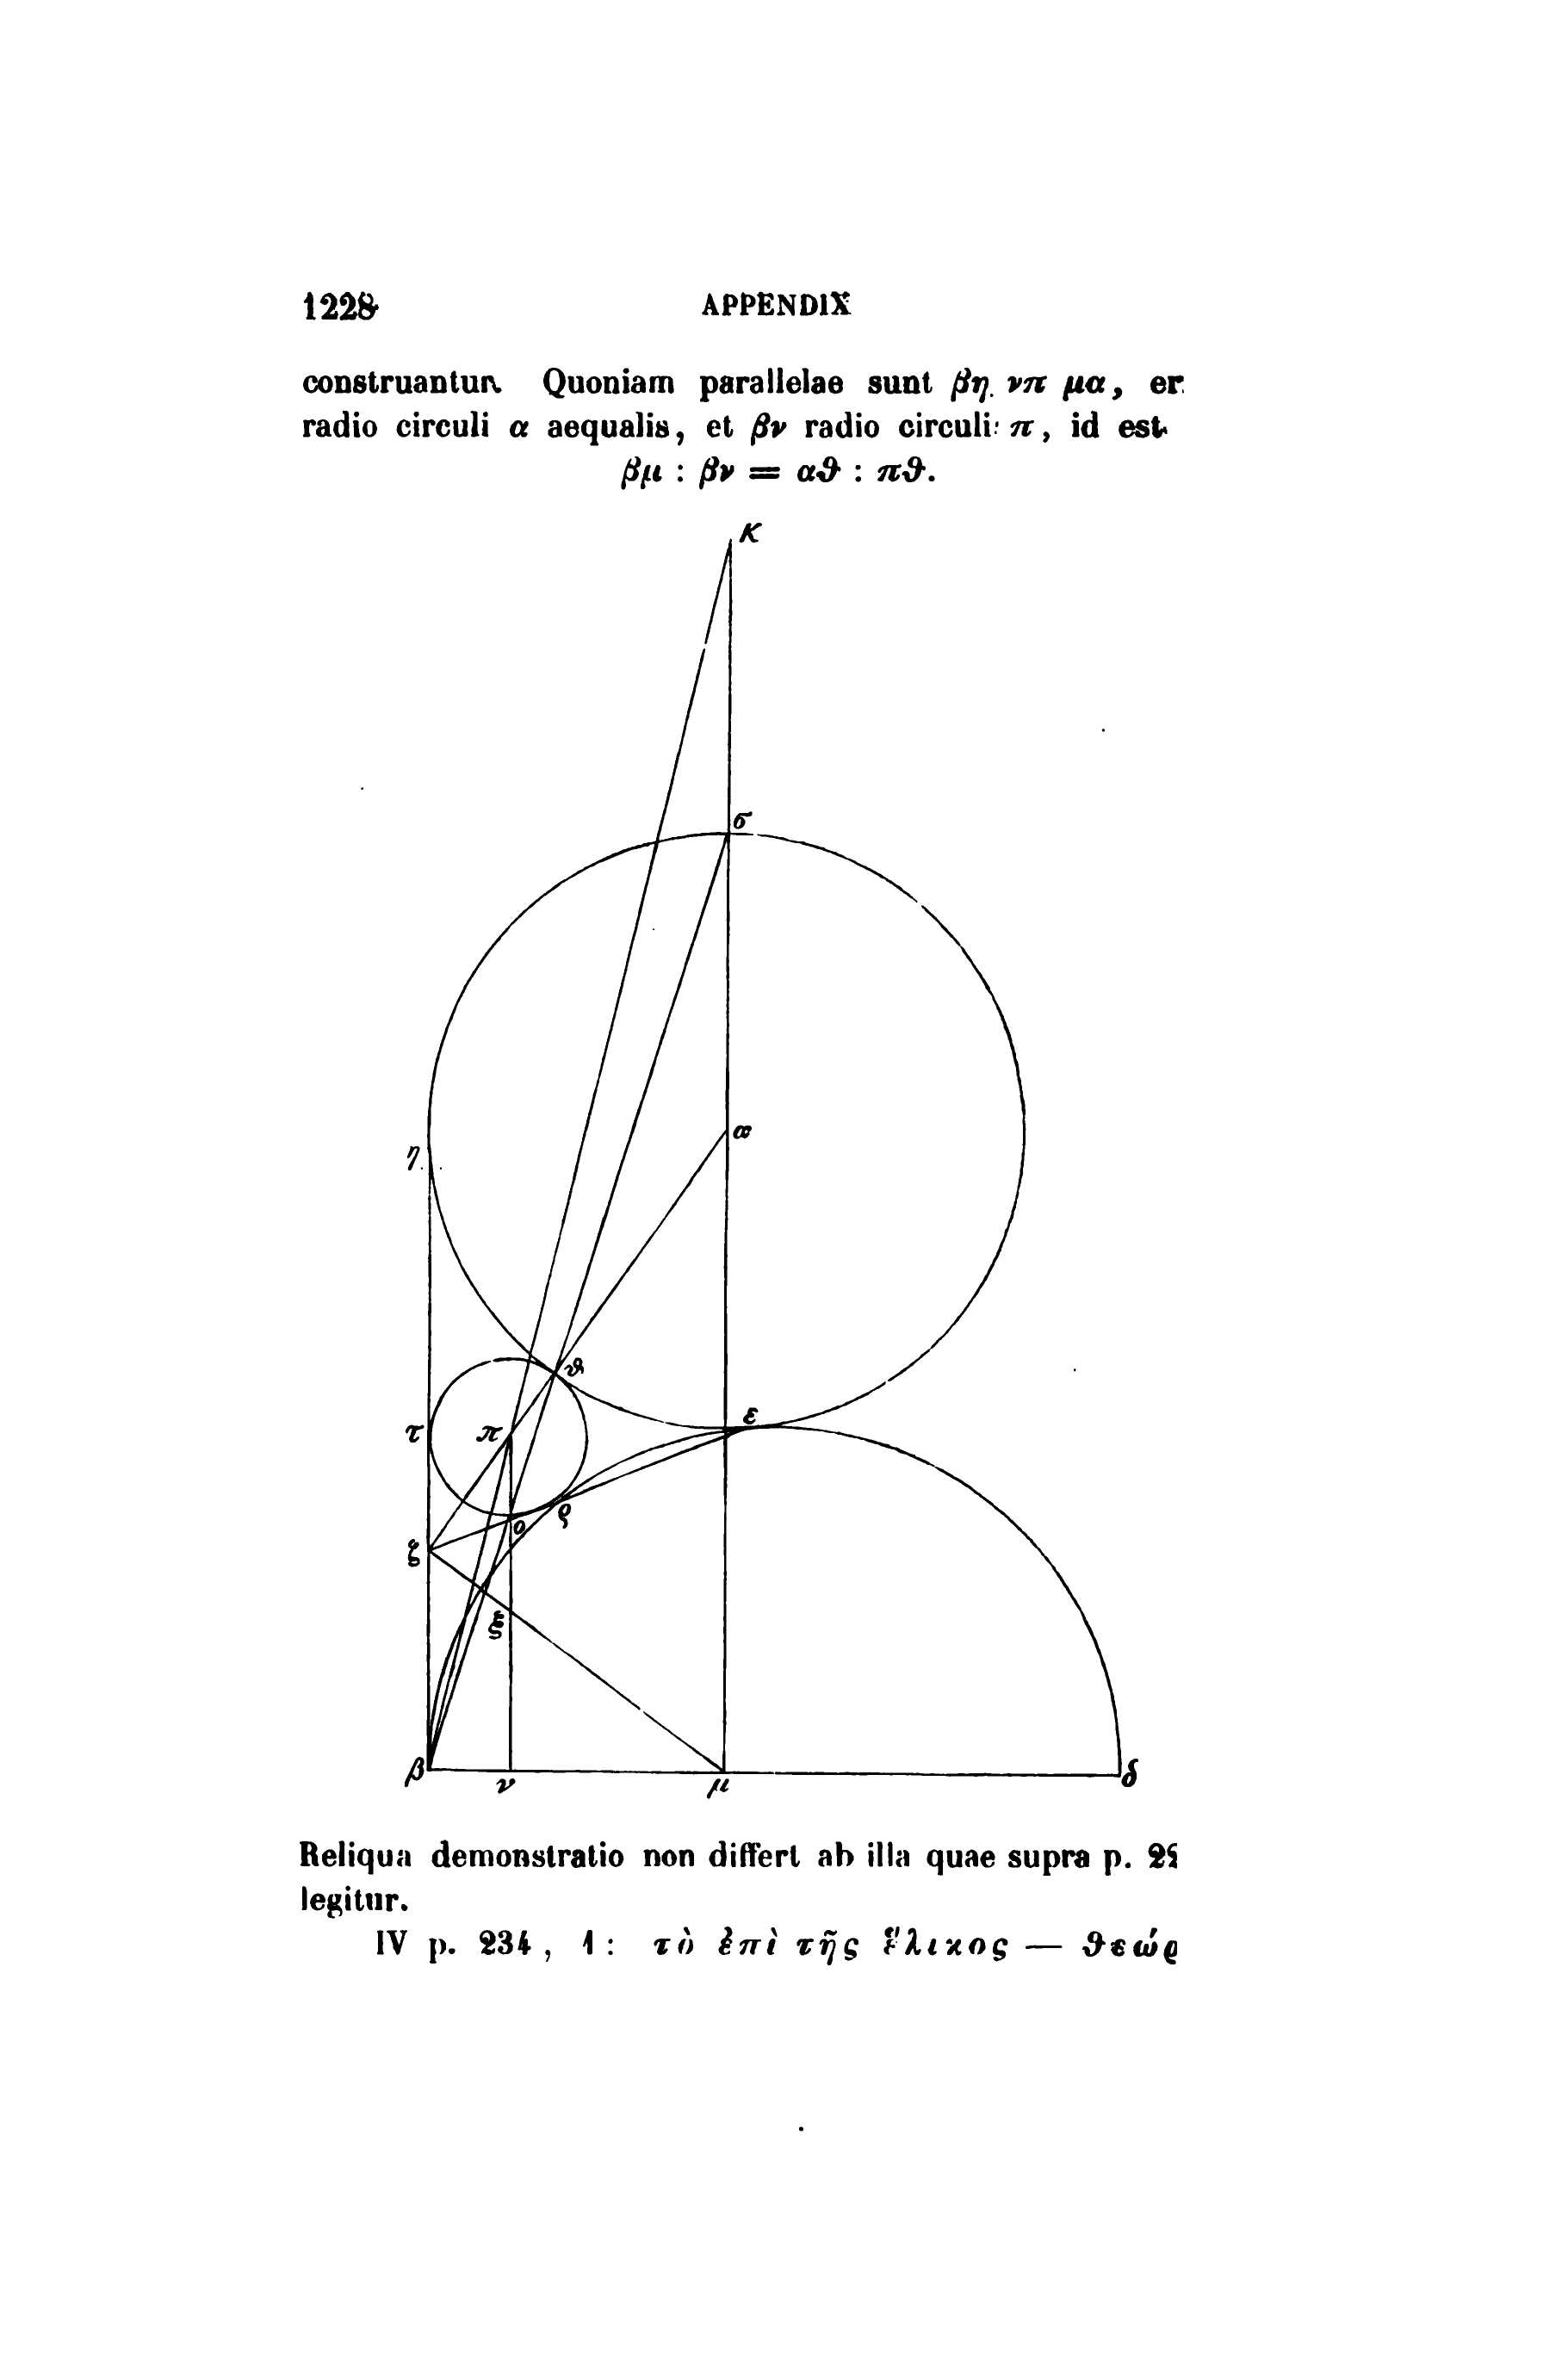 1228 APPENDIX
construantur. Quoniam parallelae sunt βη νπ μα, er
radio circuli α aequalis, et βν radio circuli π, id est
βμ : βν = αϑ : πϑ.
Κ
σ
α
η
ϑ
ε
τ π
ρ
ο
ζ
ξ
β ν μ δ
Reliqua demonstratio non differt ab illa quae supra p.
legitur.
IV p. 234, 1: τὸ ἐπὶ τῆς ἕλικος — ϑεώρ